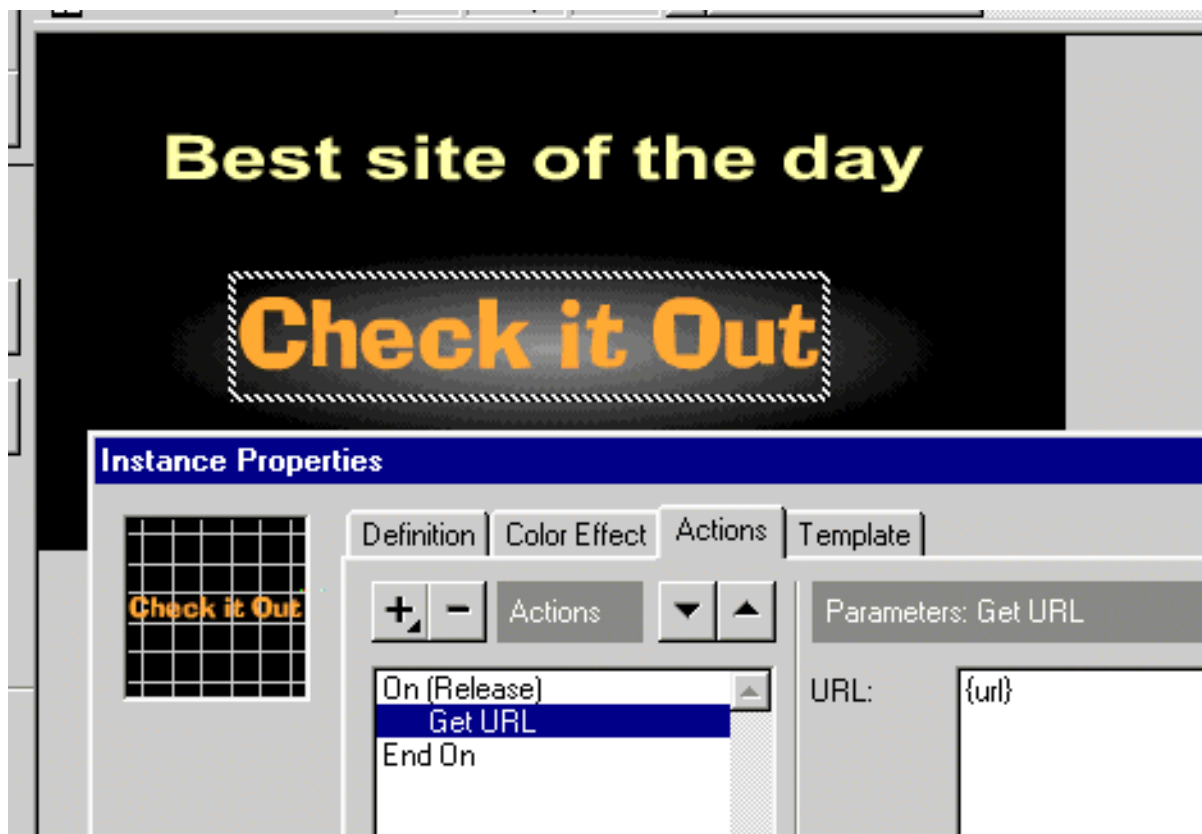 Best site of the day
Check it Out
Instance Properties
Definition Color Effect Actions Template
Check it Out
+ - Actions Parameters: Get URL
On (Release)
Get URL
End On
URL: {url}